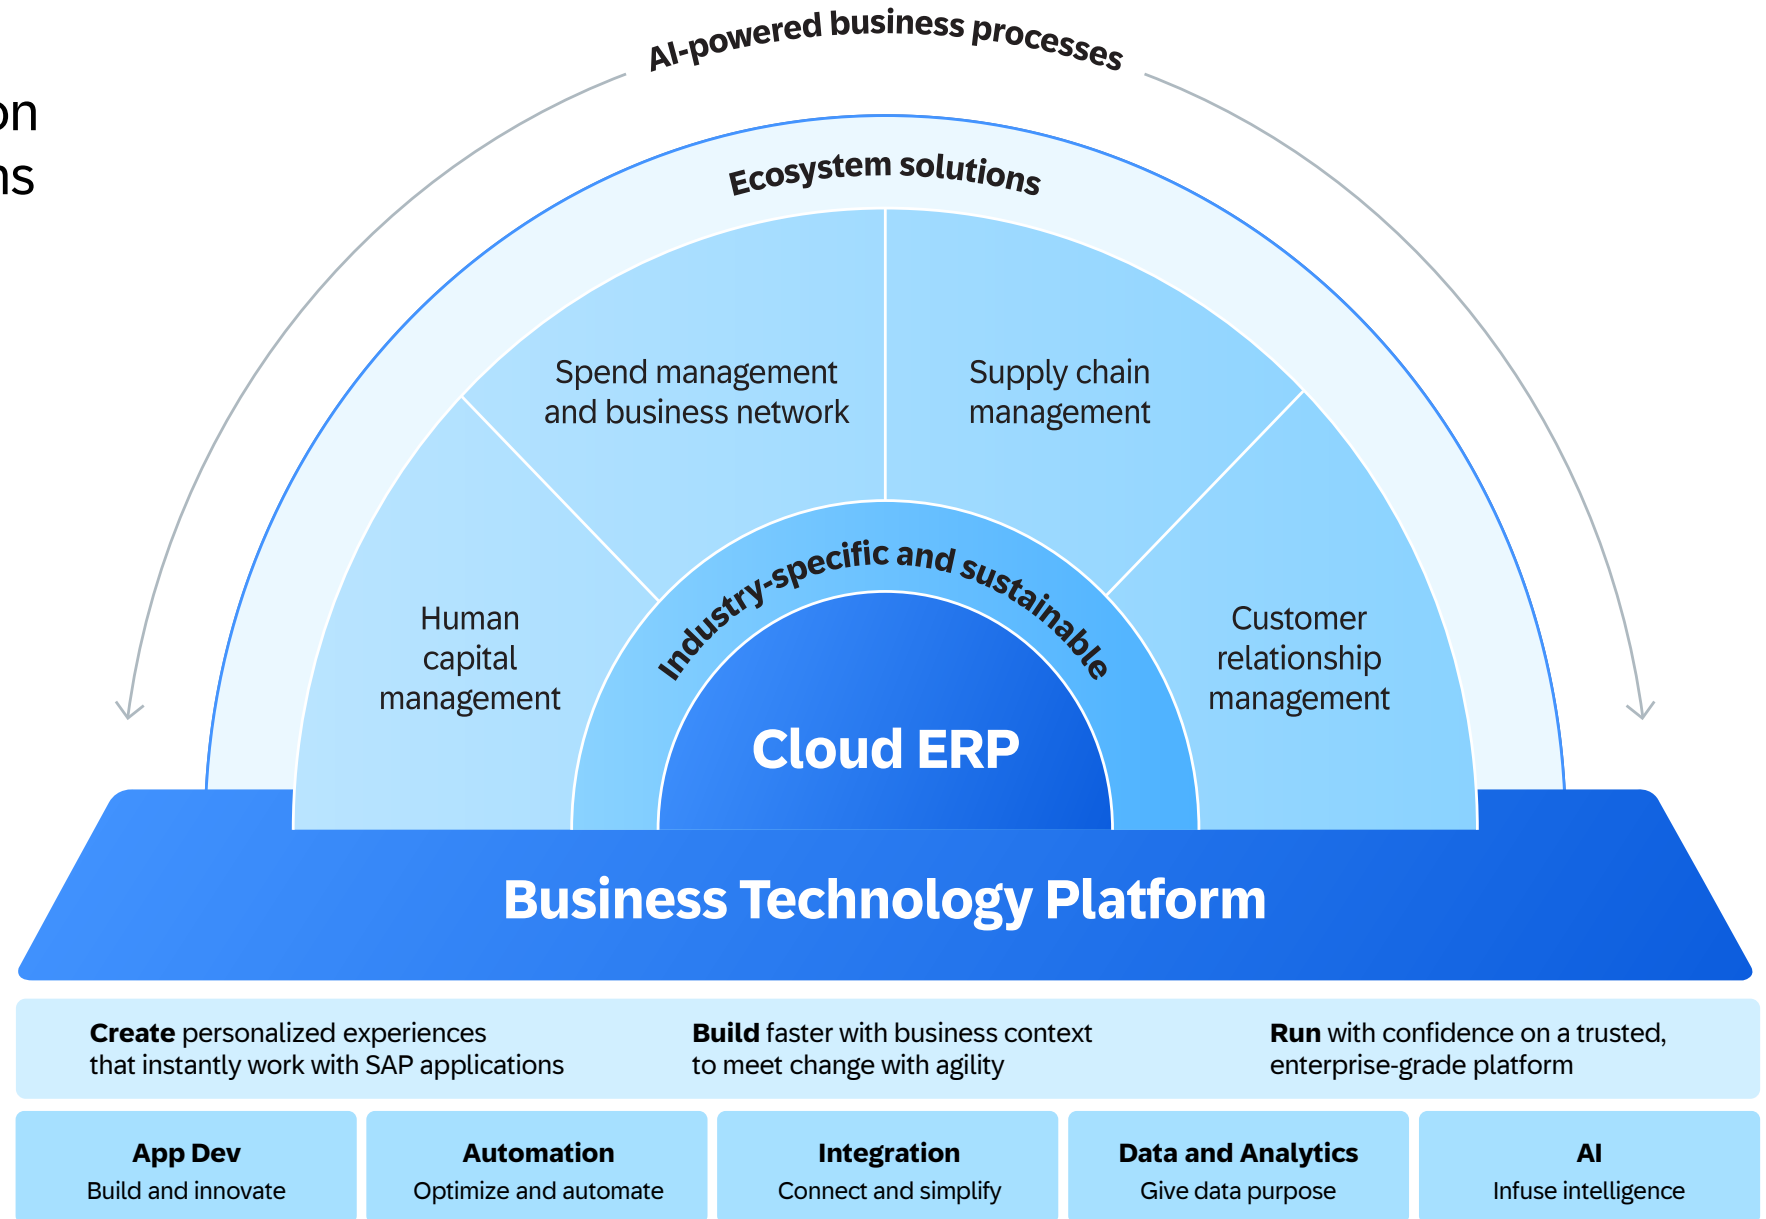 AI-powered business processes
on
Ecosystem solutions
Spend management
and business network
Supply chain
management
Industry-specific and sustainable
Human
capital
management
Customer
relationship
management
Cloud ERP
Business Technology Platform
Create personalized experiences
that instantly work with SAP applications
Build faster with business context
to meet change with agility
Run with confidence on a trusted,
enterprise-grade platform
App Dev
Build and innovate
Automation
Optimize and automate
Integration
Connect and simplify
Data and Analytics
Give data purpose
AI
Infuse intelligence